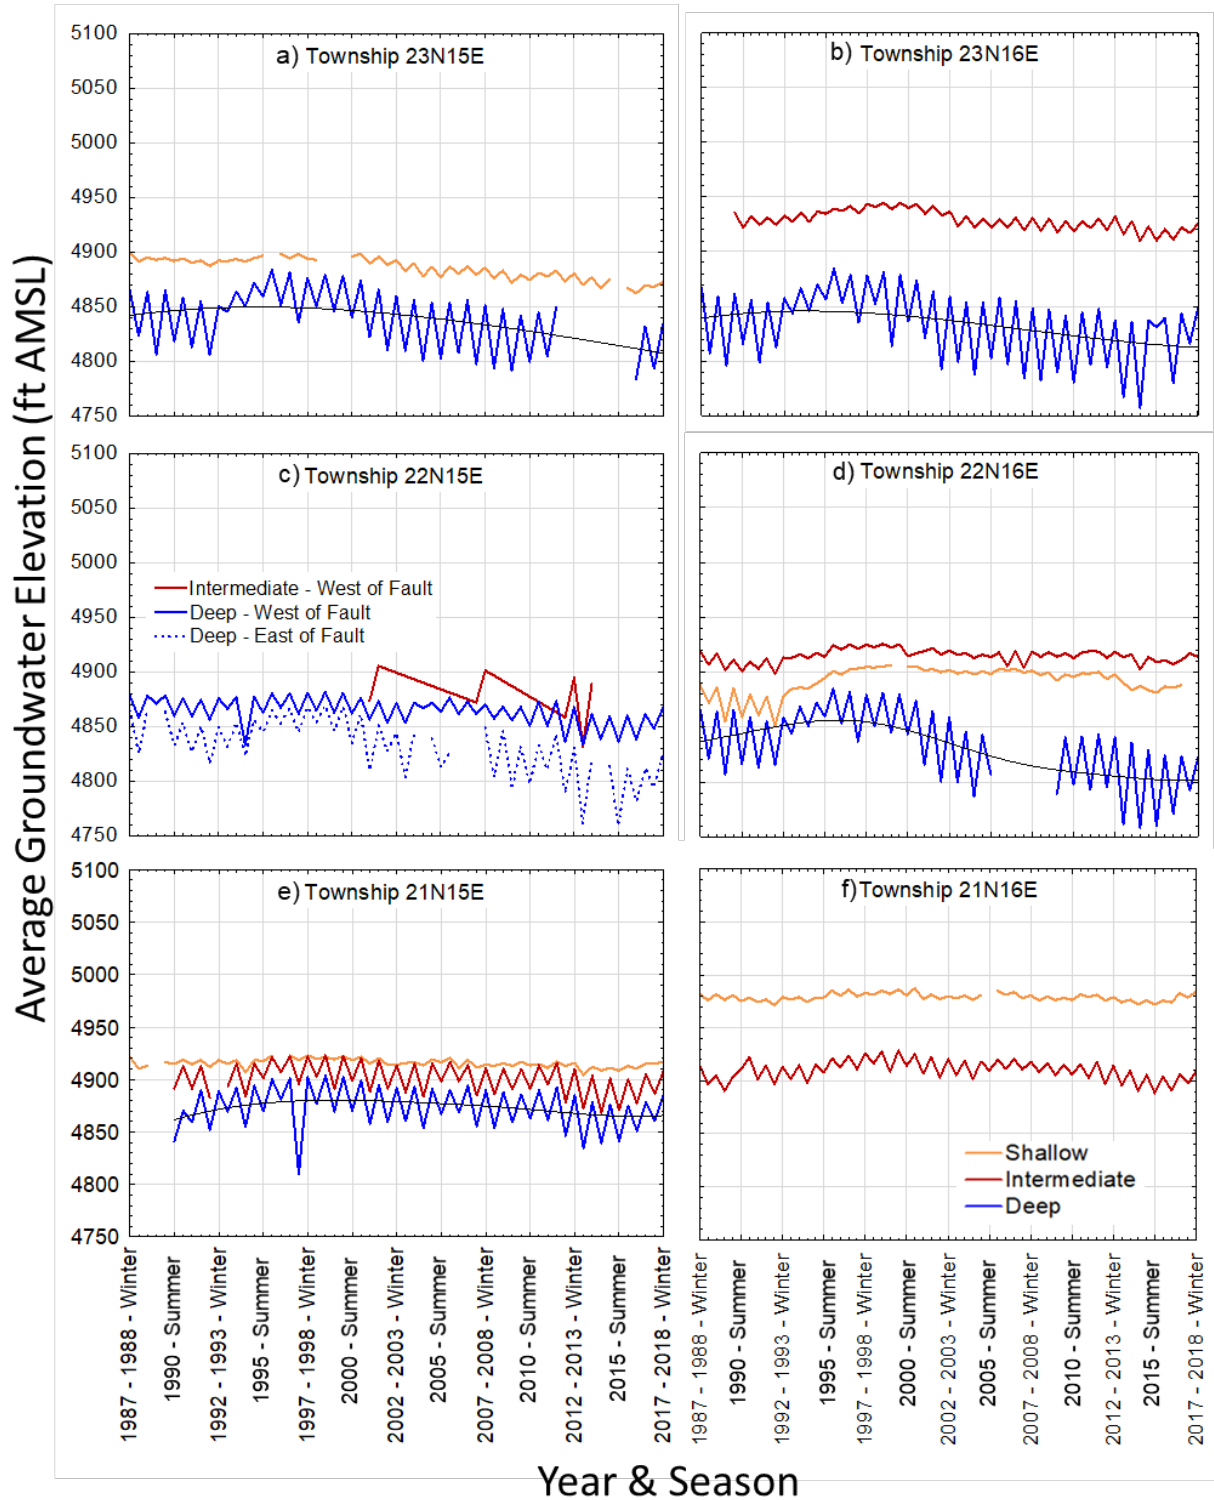 Average Groundwater Elevation (ft AMSL)
a) Township 23N15E
5100
5050
5000
4950
4900
4850
4800
4750
b) Township 23N16E
c) Township 22N15E
5100
5050
5000
4950
4900
4850
4800
4750
Intermediate - West of Fault
Deep - West of Fault
Deep - East of Fault
d) Township 22N16E
e) Township 21N15E
5100
5050
5000
4950
4900
4850
4800
4750
f) Township 21N16E
Shallow
Intermediate
Deep
1987 - 1988 - Winter
1990 - Summer
1992 - 1993 - Winter
1995 - Summer
1997 - 1998 - Winter
2000 - Summer
2002 - 2003 - Winter
2005 - Summer
2007 - 2008 - Winter
2010 - Summer
2012 - 2013 - Winter
2015 - Summer
2017 - 2018 - Winter
1987 - 1988 - Winter
1990 - Summer
1992 - 1993 - Winter
1995 - Summer
1997 - 1998 - Winter
2000 - Summer
2002 - 2003 - Winter
2005 - Summer
2007 - 2008 - Winter
2010 - Summer
2012 - 2013 - Winter
2015 - Summer
2017 - 2018 - Winter
Year & Season